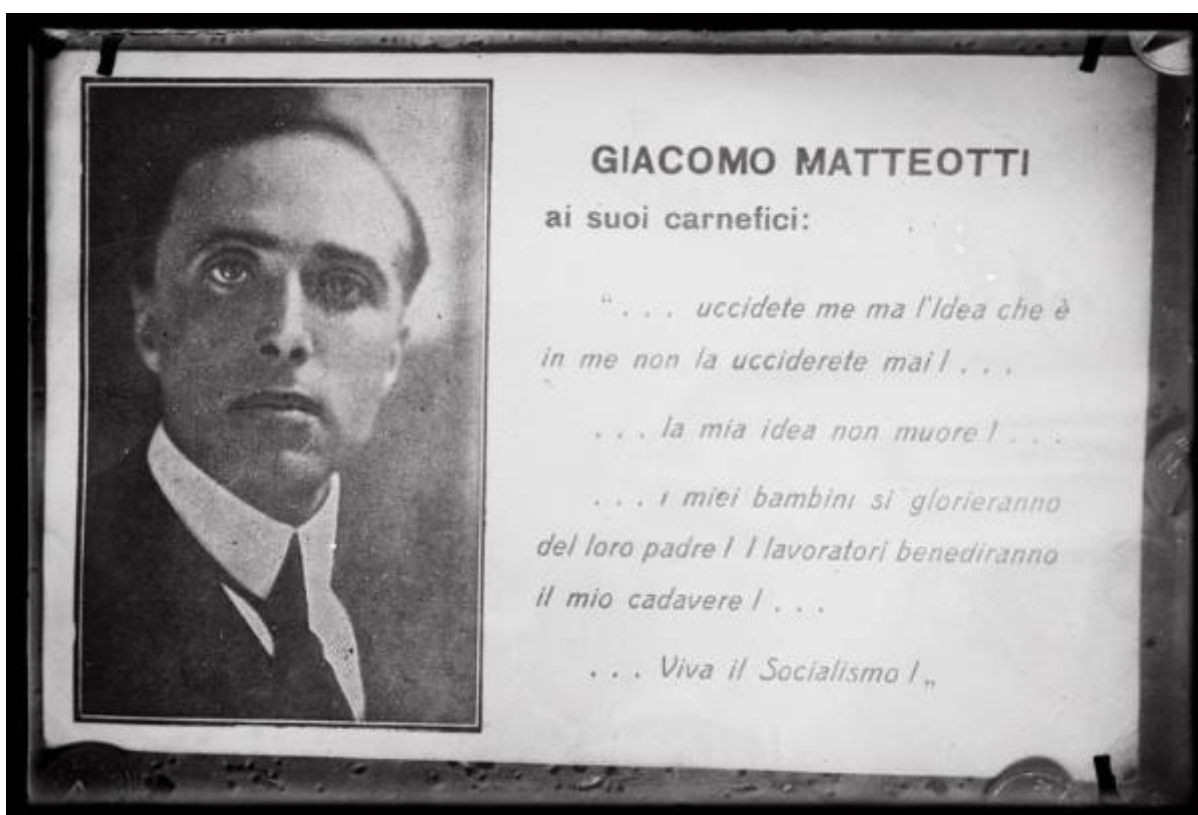 GIACOMO MATTEOTTI
ai suoi carnefici:
“. . . uccidete me ma l'Idea che è
in me non la ucciderete mai ! . . .
. . . la mia idea non muore ! . . .
. . . i miei bambini si glorieranno
del loro padre ! I lavoratori benediranno
il mio cadavere ! . . .
. . . Viva il Socialismo ! „